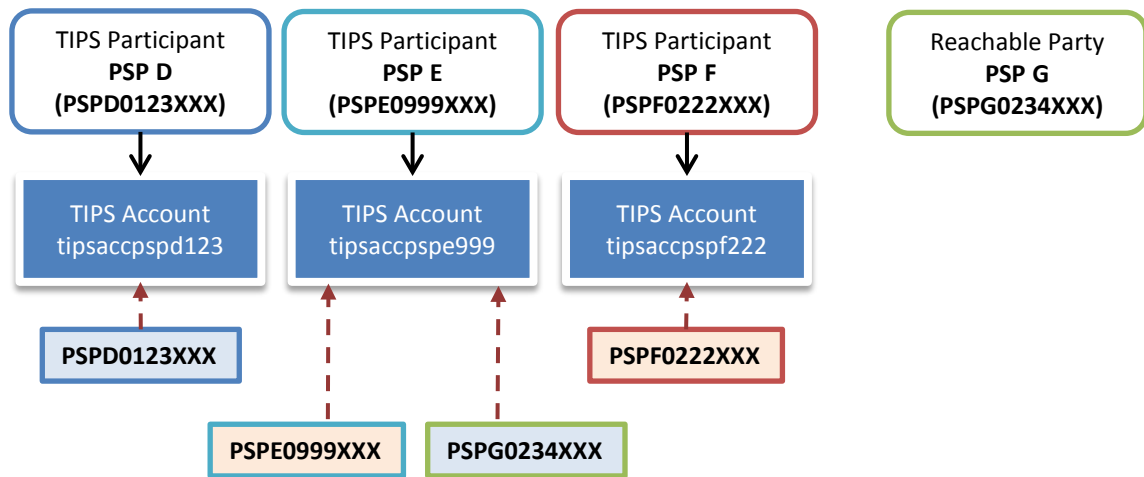 TIPS Participant
PSP D
(PSPD0123XXX)
TIPS Participant
PSP E
(PSPE0999XXX)
TIPS Participant
PSP F
(PSPF0222XXX)
Reachable Party
PSP G
(PSPG0234XXX)
TIPS Account
tipsaccpspd123
TIPS Account
tipsaccpspe999
TIPS Account
tipsaccpspf222
PSPD0123XXX
PSPF0222XXX
PSPE0999XXX
PSPG0234XXX